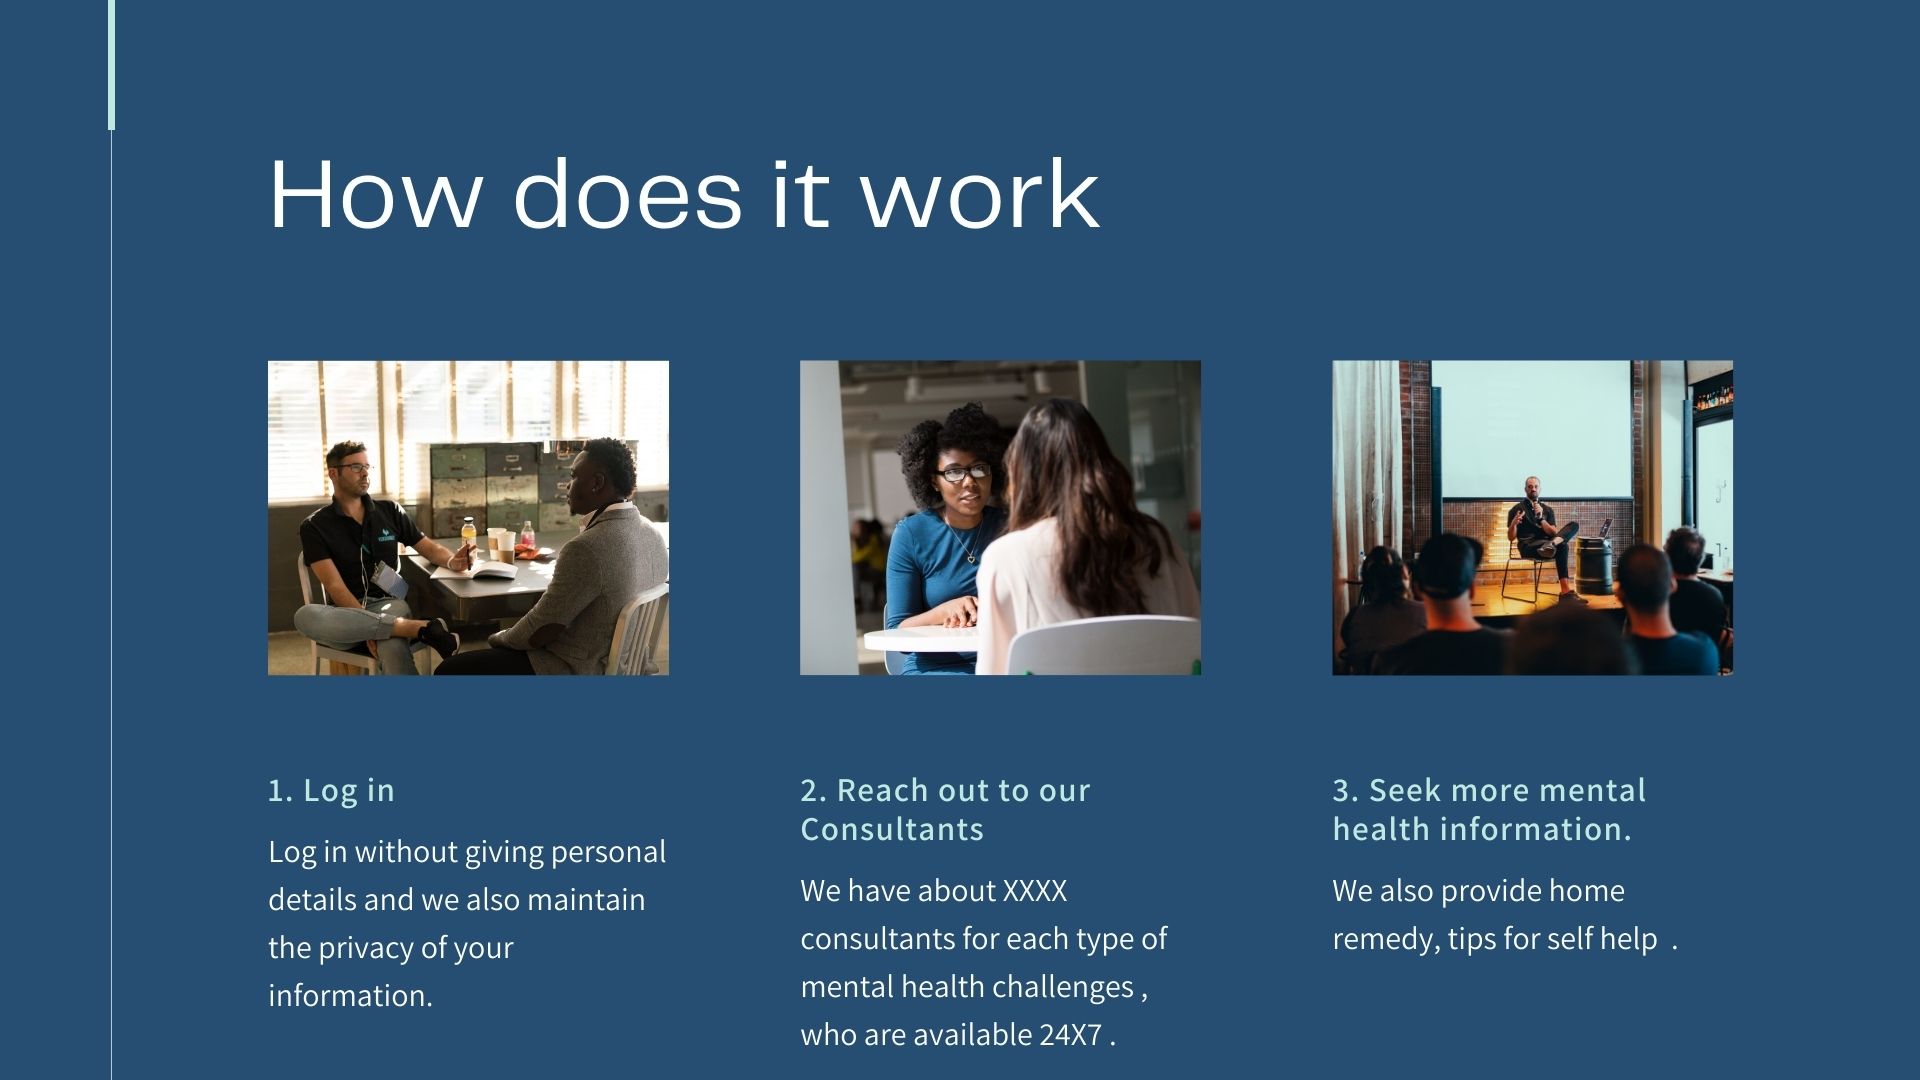 How does it work
1. Log in
Log in without giving personal
details and we also maintain
the privacy of your
information.
2. Reach out to our
Consultants
We have about XXXX
consultants for each type of
mental health challenges ,
who are available 24X7 .
3. Seek more mental
health information.
We also provide home
remedy, tips for self help  .